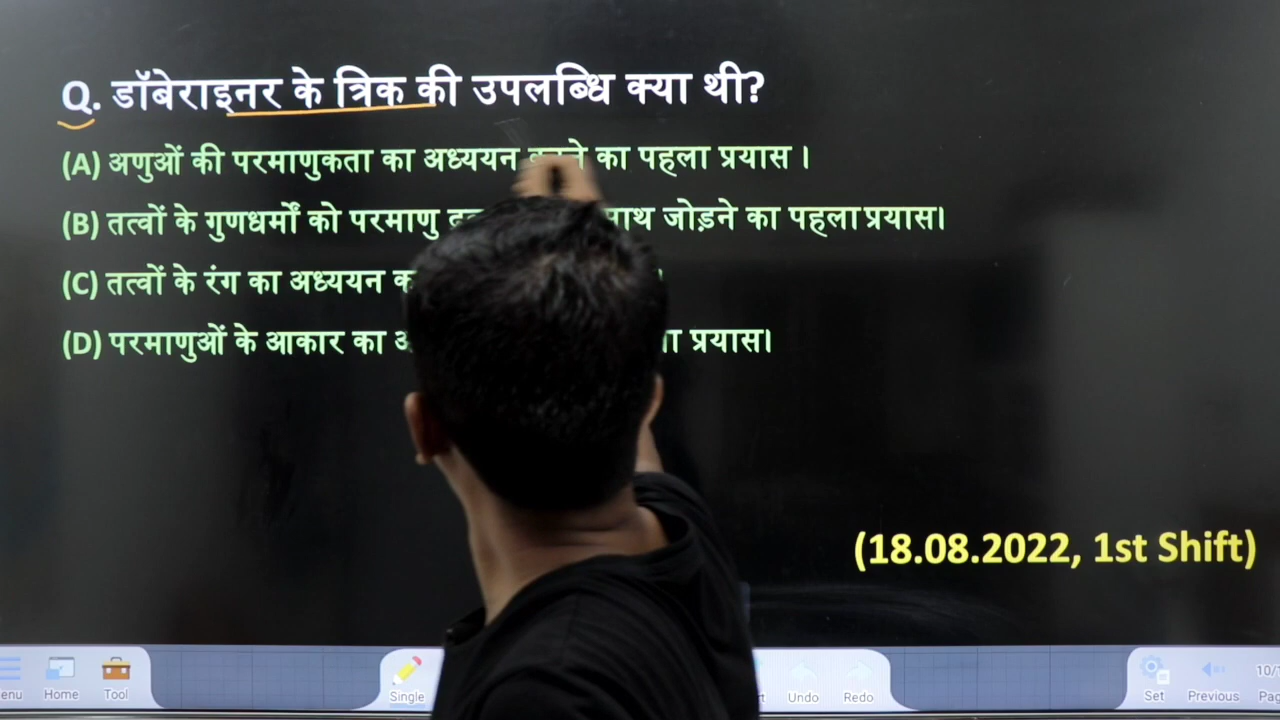 Q. डॉबेराइनर के त्रिक की उपलब्धि क्या थी?
(A) अणुओं की परमाणुकता का अध्ययन करने का पहला प्रयास ।
(B) तत्वों के गुणधर्मों को परमाणु जोड़ने का पहला प्रयास।
(C) तत्वों के रंग का अध्ययन
(D) परमाणुओं के आकार का प्रयास।
(18.08.2022, 1st Shift)
Home Tool Single Undo Redo Set Previous